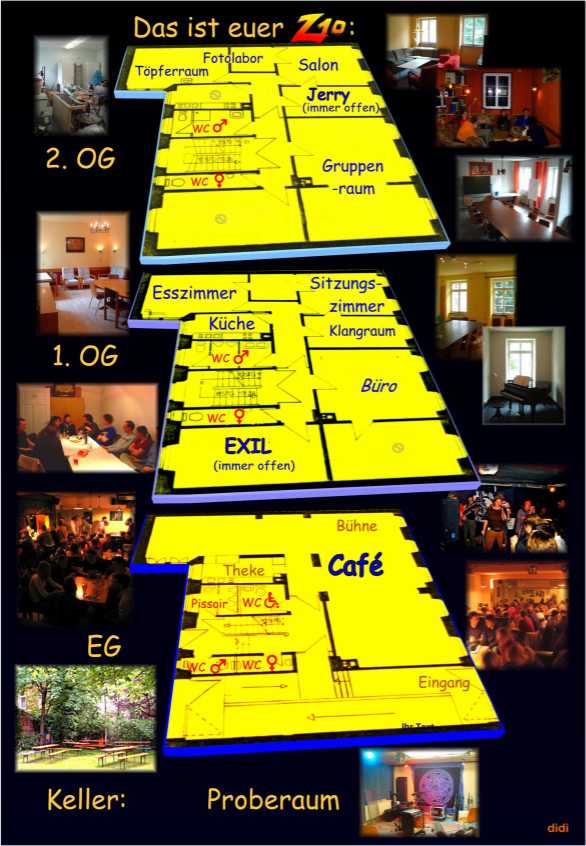 Das ist euer Z10:
Fotolabor
Töpferraum
Salon
Jerry
(immer offen)
WC ♂
2. OG
Gruppen
-raum
WC ♀
Esszimmer
Sitzungs-
zimmer
Küche
Klangraum
WC ♂
1. OG
Büro
WC ♀
EXIL
(immer offen)
Bühne
Theke
Café
Pissoir
WC
EG
WC ♂
WC ♀
Eingang
Keller:
Proberaum
didi